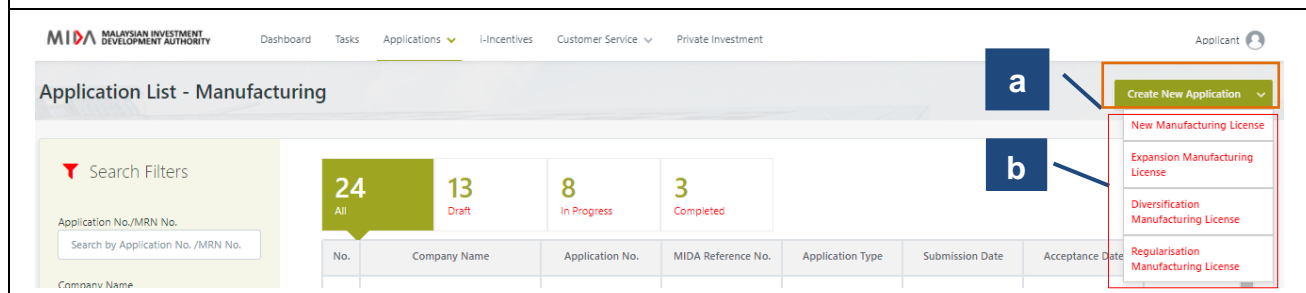 MIDA MALAYSIAN INVESTMENT
DEVELOPMENT AUTHORITY
Dashboard Tasks Applications i-Incentives Customer Service Private Investment Applicant
Application List - Manufacturing
a
Create New Application
New Manufacturing License
b
Expansion Manufacturing
License
Diversification
Manufacturing License
Regularisation
Manufacturing License
Search Filters
Application No./MRN No.
Search by Application No. /MRN No.
Company Name
24
All
13
Draft
8
In Progress
3
Completed
No. Company Name Application No. MIDA Reference No. Application Type Submission Date Acceptance Date